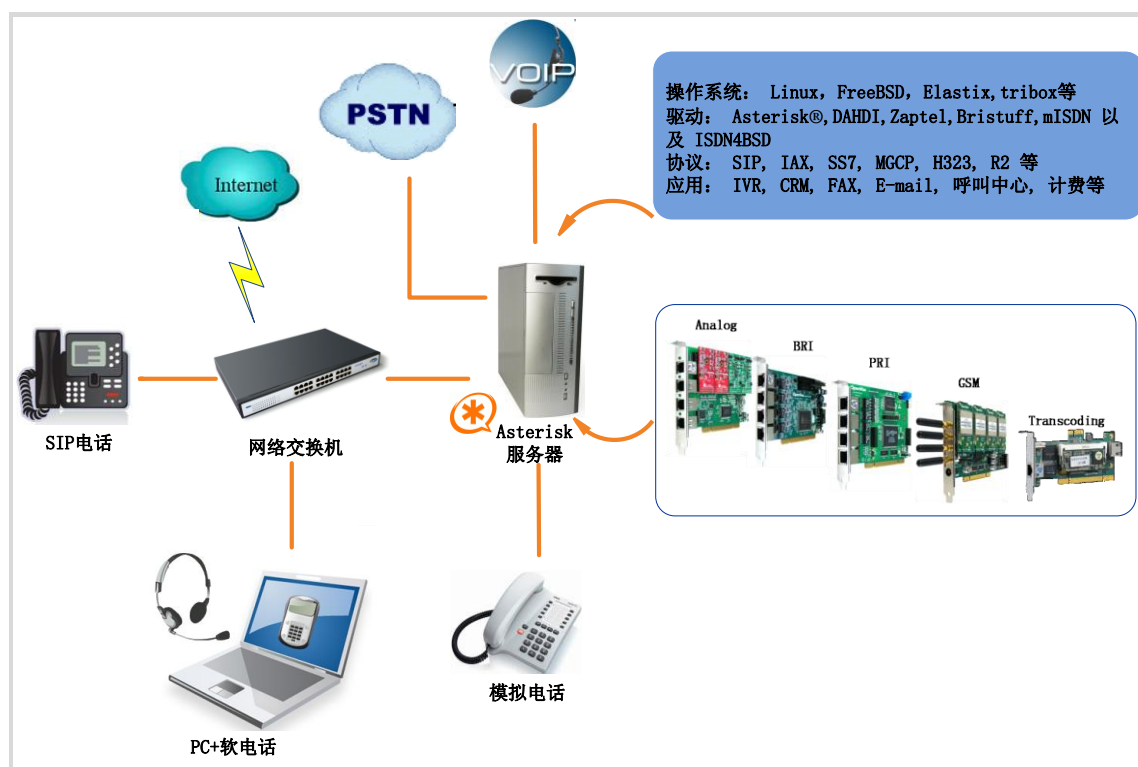 VOIP
PSTN
Internet
操作系统： Linux，FreeBSD，Elastix,tribox等
驱动： Asterisk®,DAHDI,Zaptel,Bristuff,mISDN 以
及 ISDN4BSD
协议： SIP, IAX, SS7, MGCP, H323, R2 等
应用： IVR, CRM, FAX, E-mail, 呼叫中心, 计费等
Analog
BRI
PRI
GSM
Transcoding
SIP电话
网络交换机
Asterisk
服务器
PC+软电话
模拟电话